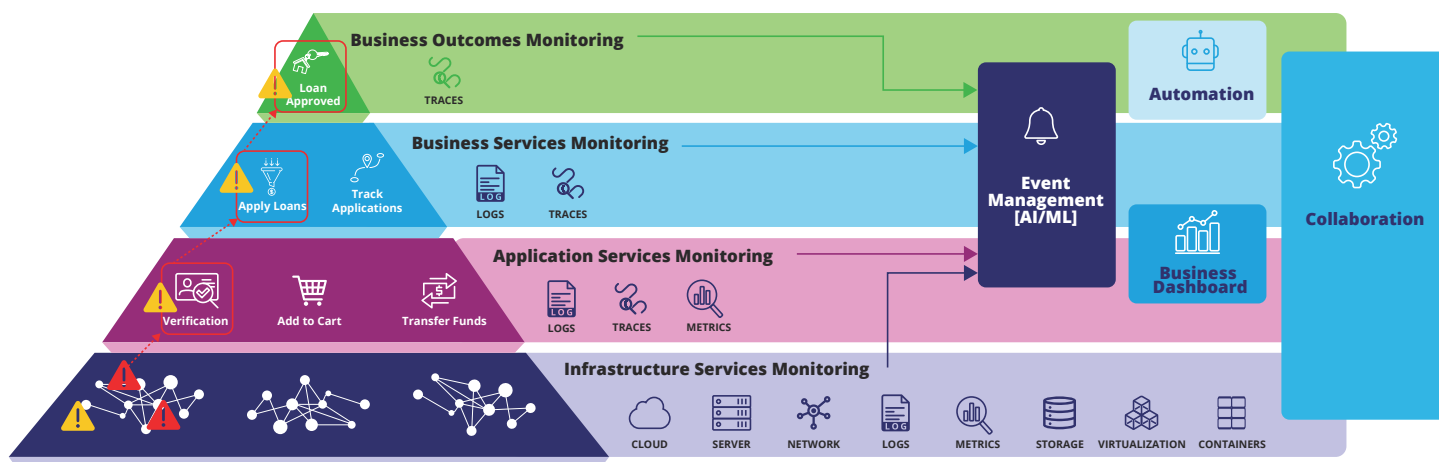 Business Outcomes Monitoring
Loan
Approved
TRACES
Automation
Business Services Monitoring
Apply Loans
Track
Applications
LOG
LOGS
TRACES
Event
Management
[AI/ML]
Collaboration
Business
Dashboard
Application Services Monitoring
Verification
Add to Cart
$
Transfer Funds
LOG
LOGS
TRACES
METRICS
Infrastructure Services Monitoring
CLOUD
SERVER
NETWORK
LOG
LOGS
METRICS
STORAGE
VIRTUALIZATION
CONTAINERS